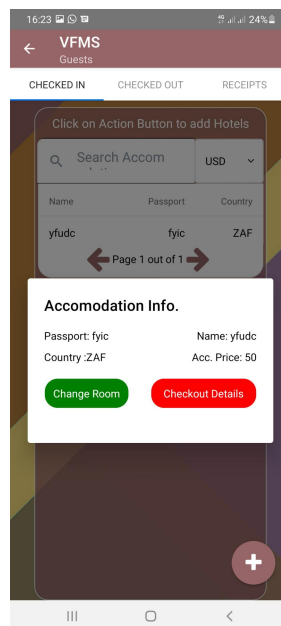 16:23 24%
VFMS
Guests
CHECKED IN CHECKED OUT RECEIPTS
Click on Action Button to add Hotels
Search Accom USD
Name Passport Country
yfudc fyic ZAF
Page 1 out of 1
Accomodation Info.
Passport: fyic Name: yfudc
Country :ZAF Acc. Price: 50
Change Room Checkout Details